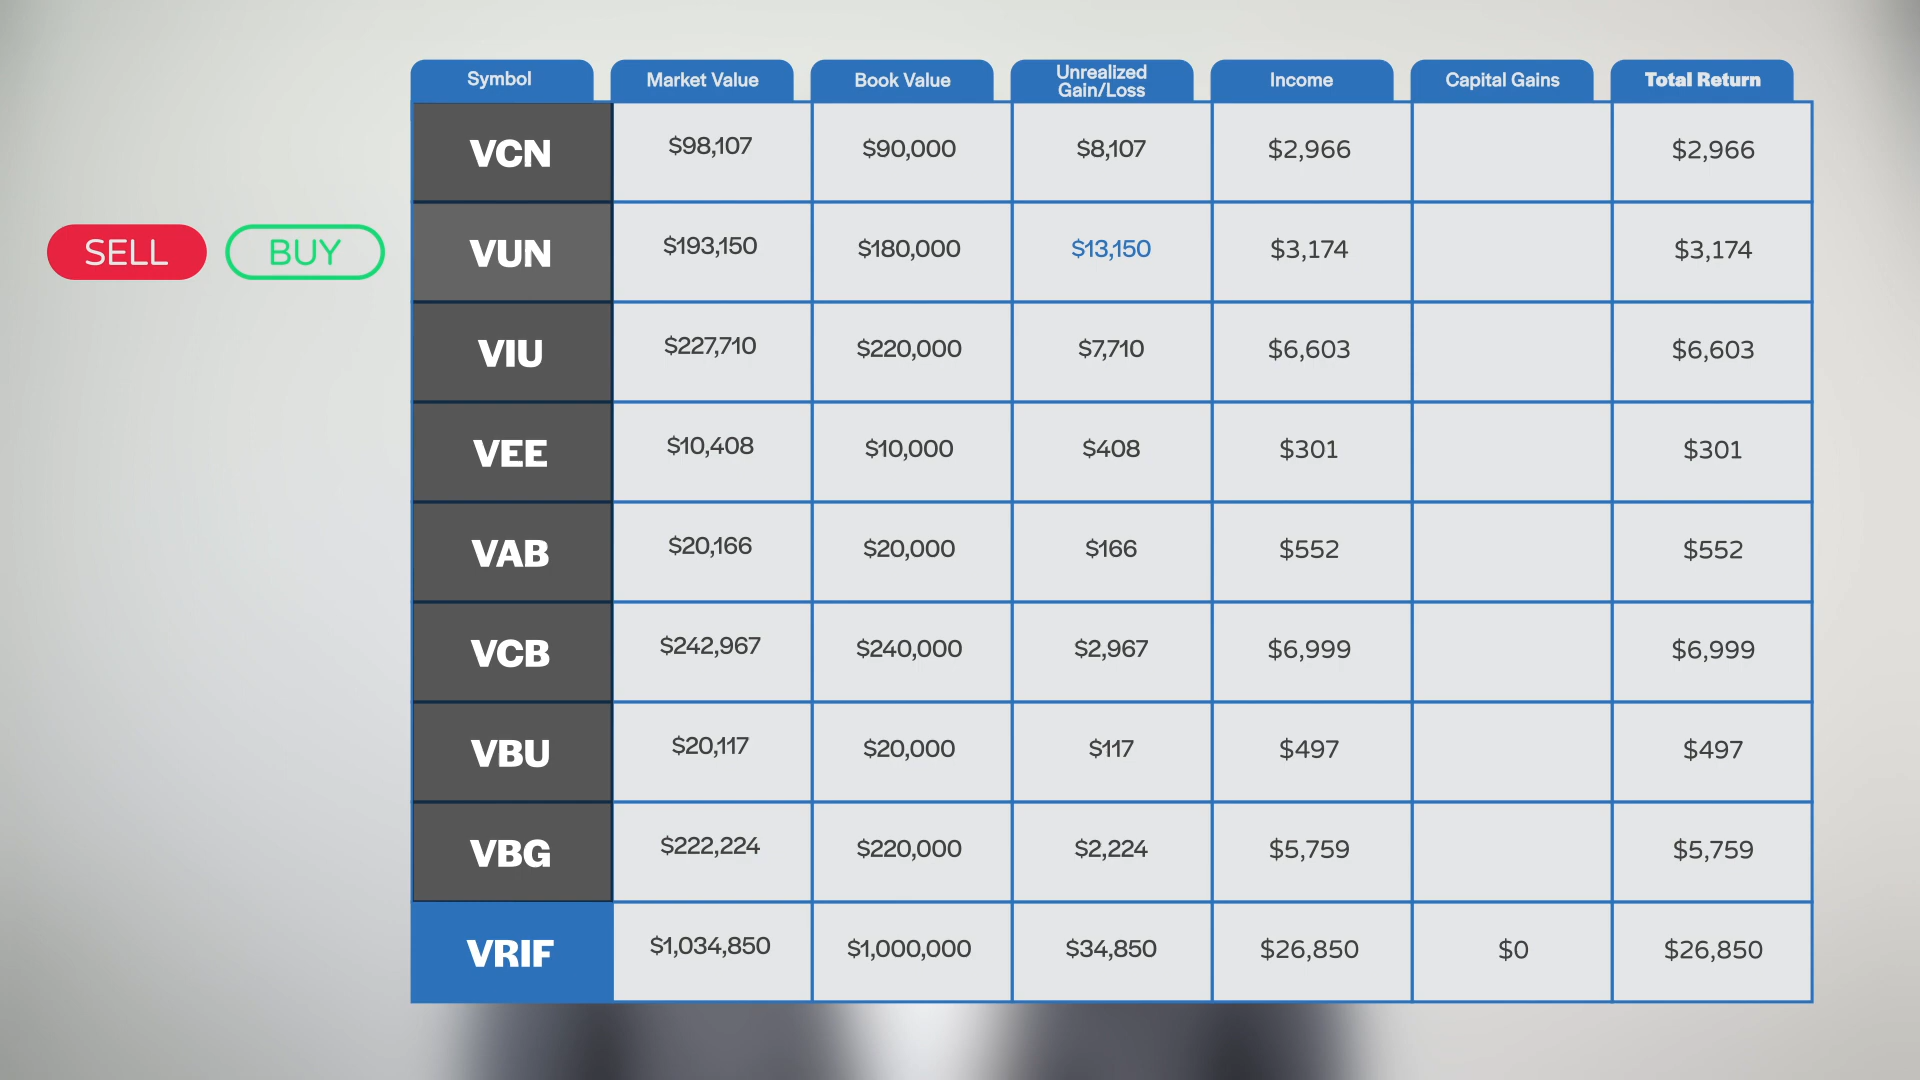 Symbol Market Value Book Value Unrealized Gain/Loss Income Capital Gains Total Return
VCN $98,107 $90,000 $8,107 $2,966 $2,966
SELL BUY VUN $193,150 $180,000 $13,150 $3,174 $3,174
VIU $227,710 $220,000 $7,710 $6,603 $6,603
VEE $10,408 $10,000 $408 $301 $301
VAB $20,166 $20,000 $166 $552 $552
VCB $242,967 $240,000 $2,967 $6,999 $6,999
VBU $20,117 $20,000 $117 $497 $497
VBG $222,224 $220,000 $2,224 $5,759 $5,759
VRIF $1,034,850 $1,000,000 $34,850 $26,850 $0 $26,850